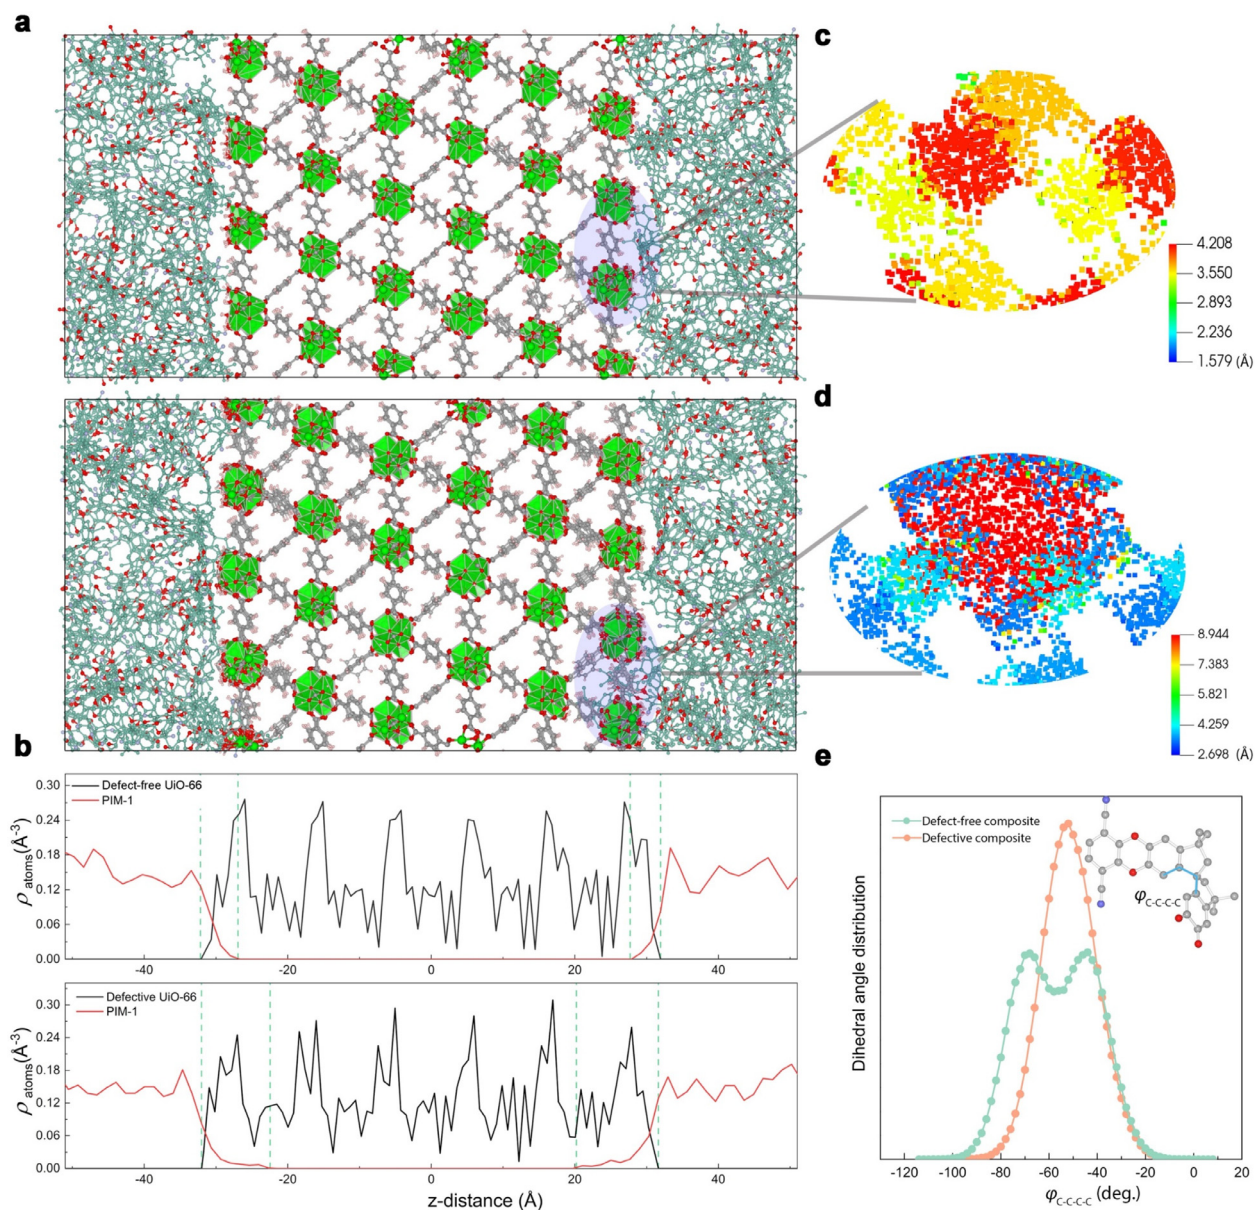 a
c
4.208
3.550
2.893
2.236
1.579 (Å)
d
8.944
7.383
5.821
4.259
2.698 (Å)
b
0.30
0.24
0.18
0.12
0.06
0.00
ρ atoms(Å-3)
Defect-free UiO-66
PIM-1
-40 -20 0 20 40
0.30
0.24
0.18
0.12
0.06
0.00
ρ atoms(Å-3)
Defective UiO-66
PIM-1
-40 -20 0 20 40
z-distance (Å)
e
Defect-free composite
Defective composite
φC-C-C-C
Dihedral angle distribution
-120 -100 -80 -60 -40 -20 0 20
φC-C-C-C (deg.)